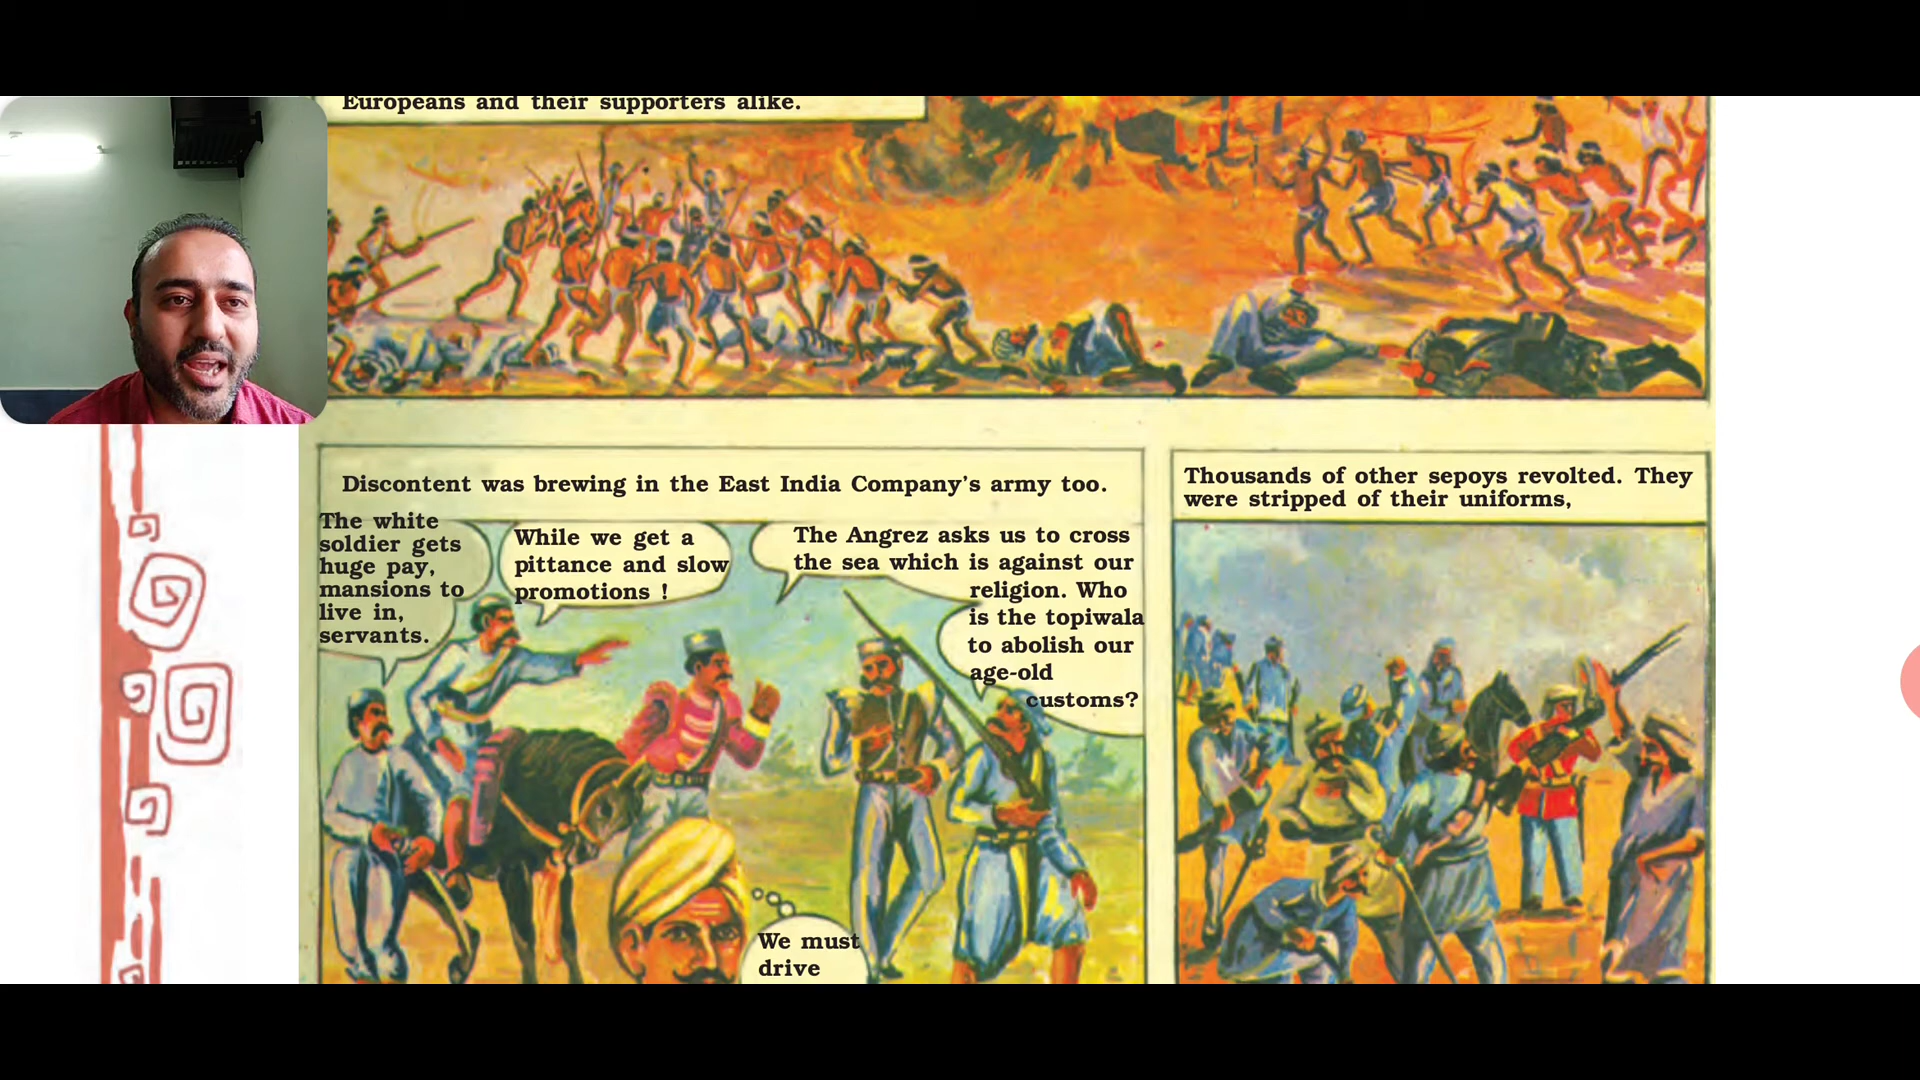 Europeans and their supporters alike.
Discontent was brewing in the East India Company's army too.
The white
soldier gets
huge pay,
mansions to
live in,
servants.
While we get a
pittance and slow
promotions !
The Angrez asks us to cross
the sea which is against our
religion. Who
is the topiwala
to abolish our
age-old
customs?
We must
drive
Thousands of other sepoys revolted. They
were stripped of their uniforms,